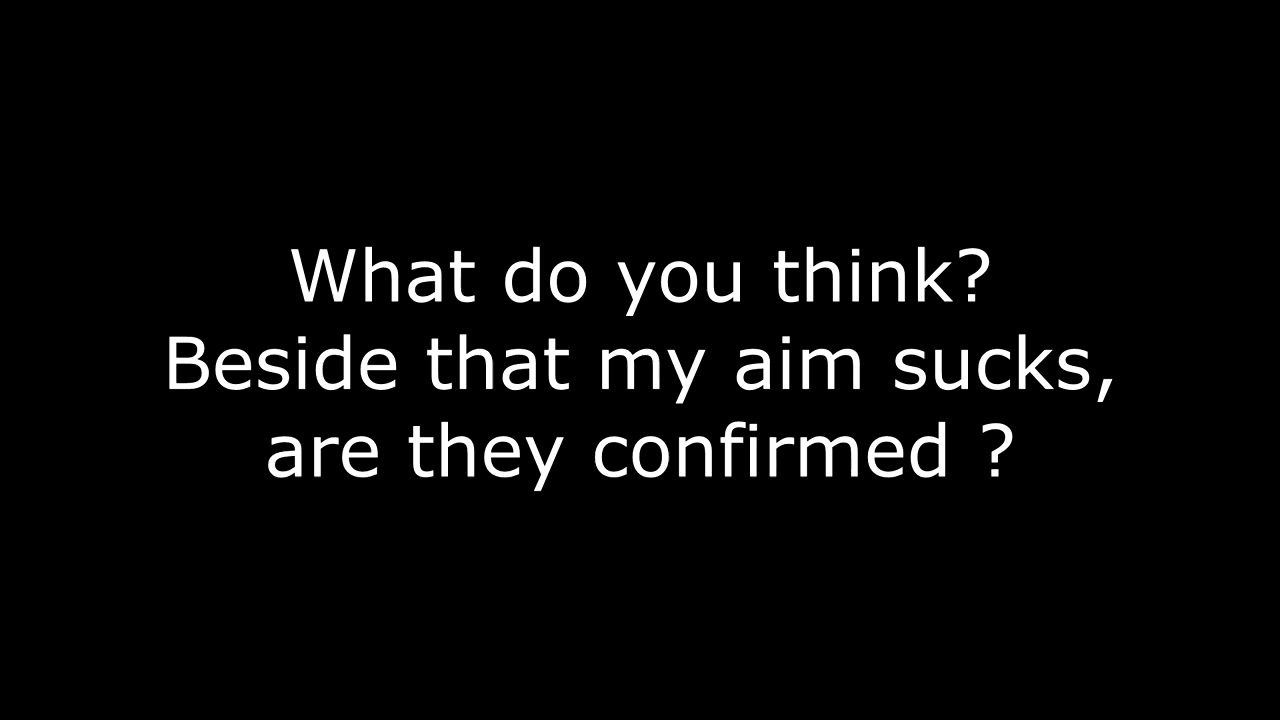 What do you think?
Beside that my aim sucks,
are they confirmed ?